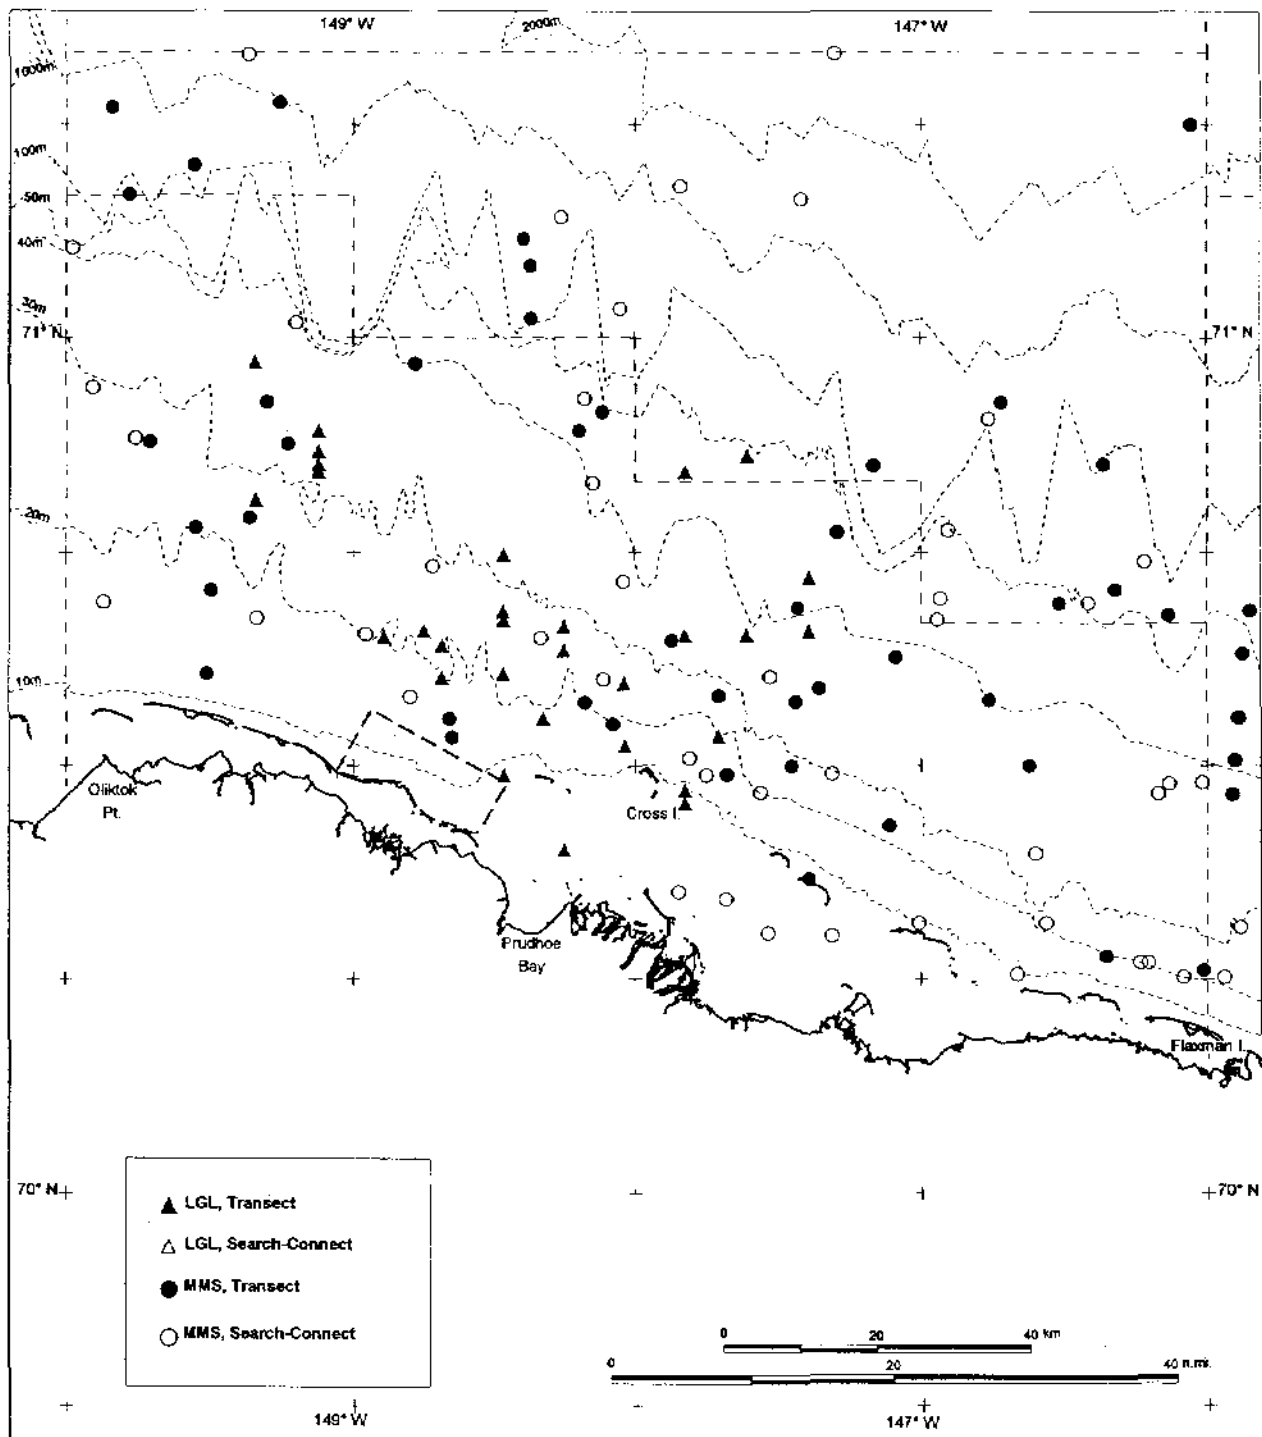 149° W
2000m
147° W
1000m
100m
50m
40m
30m
71° N
71° N
20m
10m
Oliktok
Pt.
Cross I.
Prudhoe
Bay
Flaxman I.
70° N
70° N
LGL, Transect
LGL, Search-Connect
MMS, Transect
MMS, Search-Connect
0 20 40 km
0 20 40 n.mi.
149° W
147° W